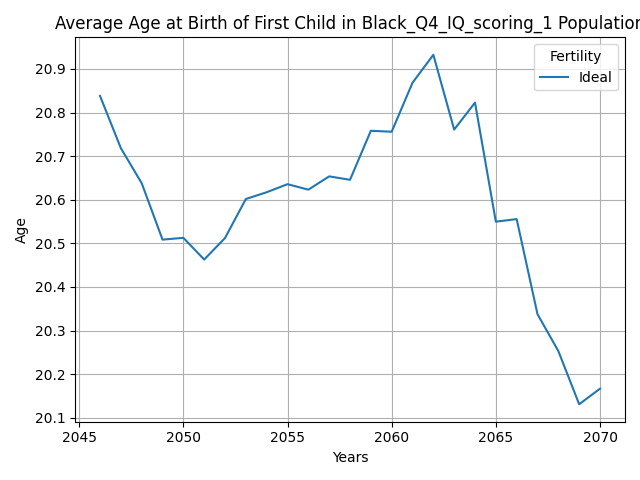 Average Age at Birth of First Child in Black_Q4_IQ_scoring_1 Population
Fertility
Ideal
Age
20.9
20.8
20.7
20.6
20.5
20.4
20.3
20.2
20.1
2045 2050 2055 2060 2065 2070
Years